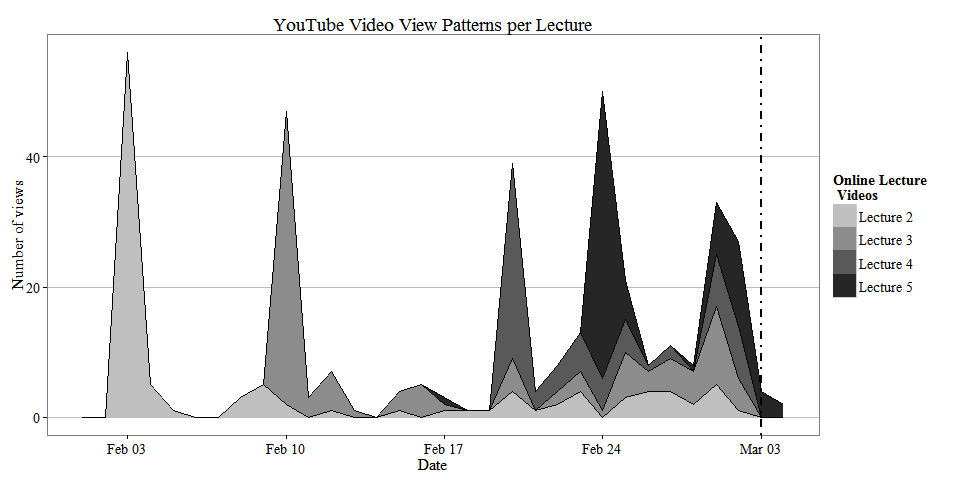 YouTube Video View Patterns per Lecture
Number of views
40
20
0
Feb 03
Feb 10
Feb 17
Feb 24
Mar 03
Date
Online Lecture
Videos
Lecture 2
Lecture 3
Lecture 4
Lecture 5